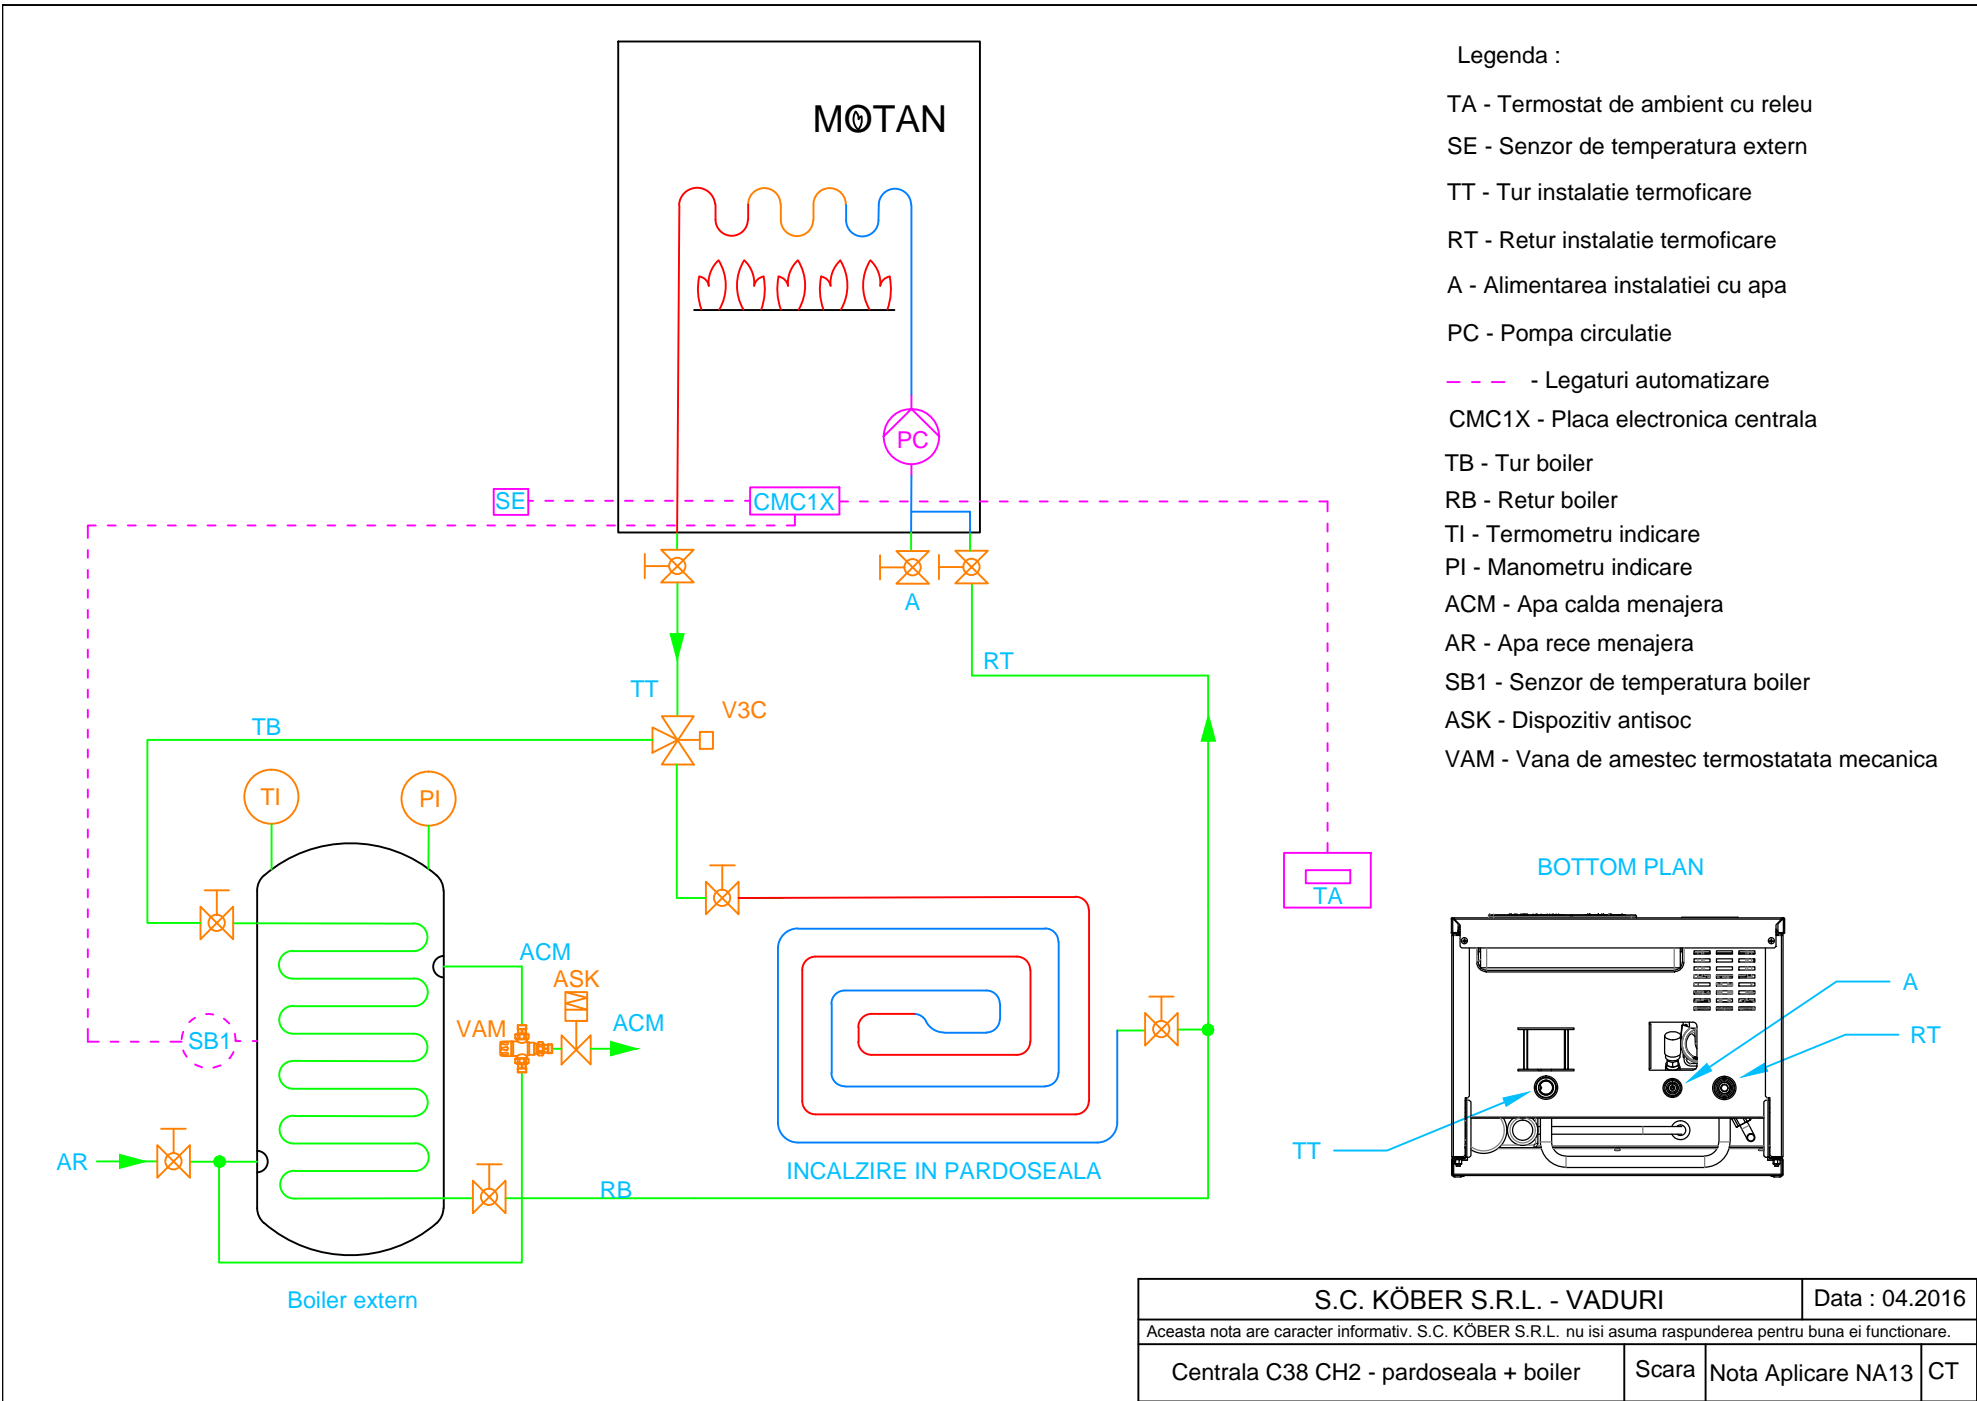 MOTAN
PC
SE
CMC1X
A
RT
TT
V3C
TB
TI
PI
TA
ACM
ASK
VAM
ACM
SB1
AR
INCALZIRE IN PARDOSEALA
RB
Boiler extern
Legenda :
TA - Termostat de ambient cu releu
SE - Senzor de temperatura extern
TT - Tur instalatie termoficare
RT - Retur instalatie termoficare
A - Alimentarea instalatiei cu apa
PC - Pompa circulatie
- Legaturi automatizare
CMC1X - Placa electronica centrala
TB - Tur boiler
RB - Retur boiler
TI - Termometru indicare
PI - Manometru indicare
ACM - Apa calda menajera
AR - Apa rece menajera
SB1 - Senzor de temperatura boiler
ASK - Dispozitiv antisoc
VAM - Vana de amestec termostatata mecanica
BOTTOM PLAN
A
RT
TT
S.C. KÖBER S.R.L. - VADURI
Data : 04.2016
Aceasta nota are caracter informativ. S.C. KÖBER S.R.L. nu isi asuma raspunderea pentru buna ei functionare.
Centrala C38 CH2 - pardoseala + boiler
Scara
Nota Aplicare NA13
CT